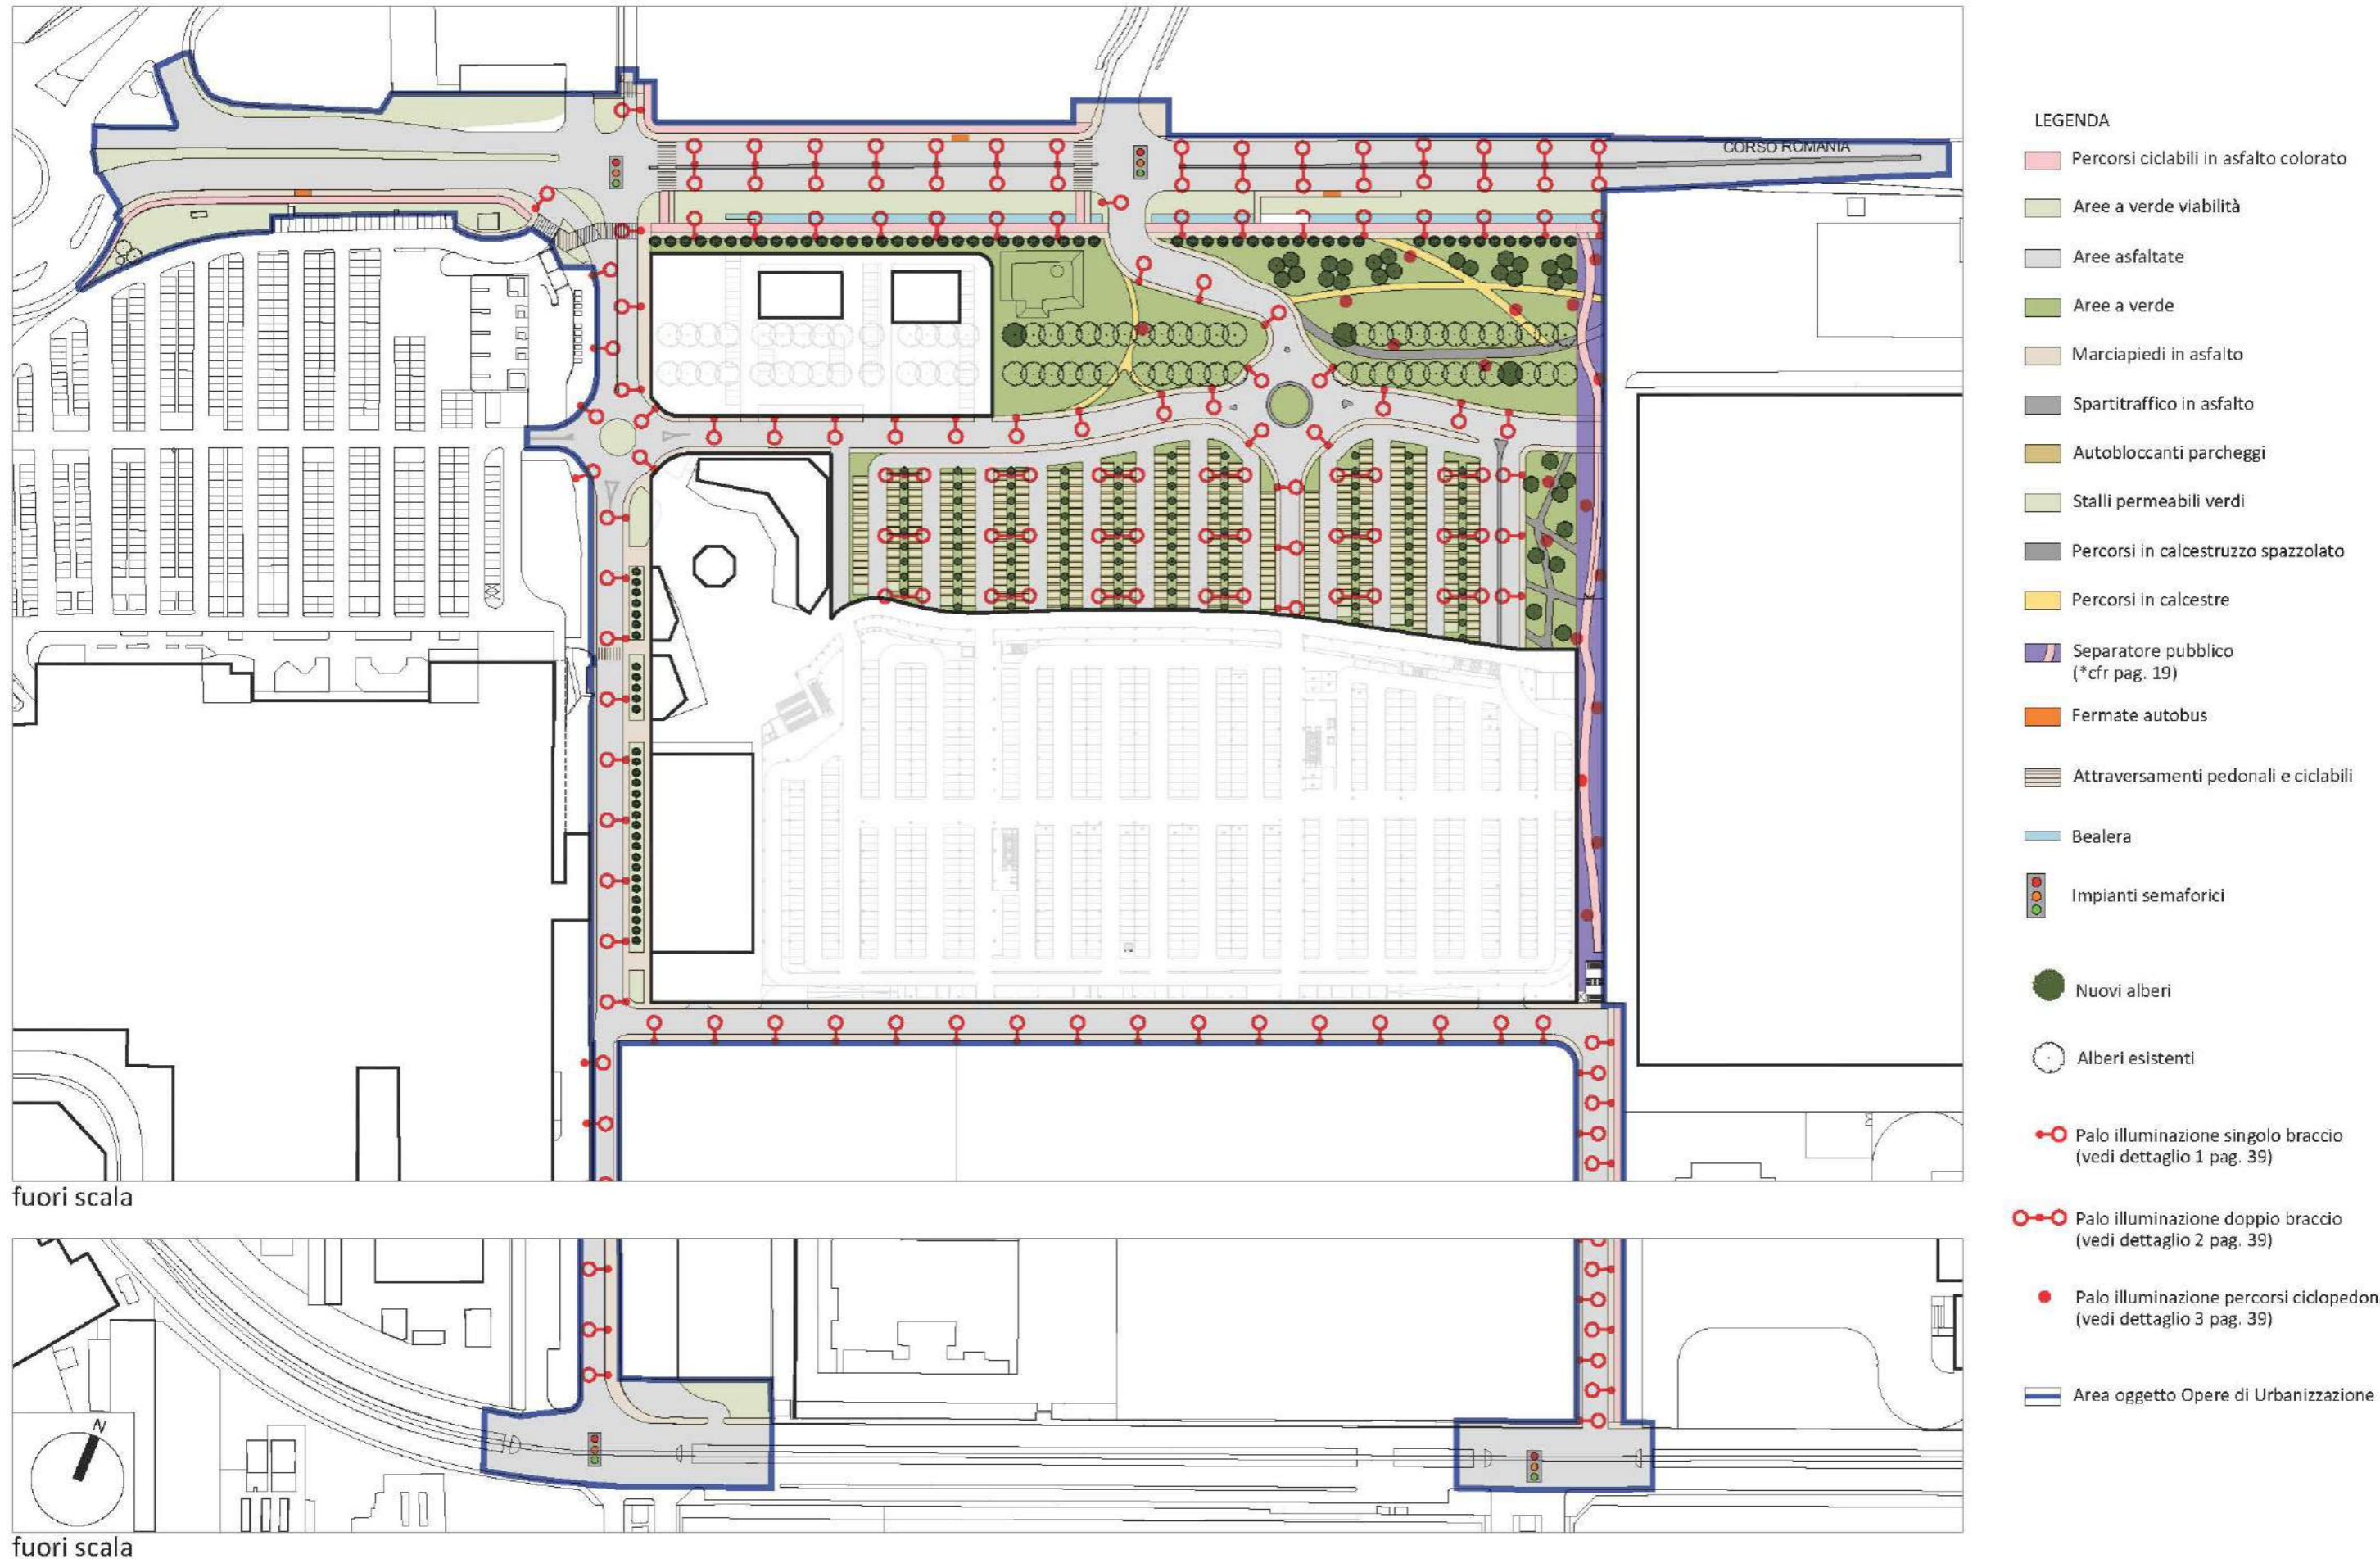 CORSO ROMANIA
fuori scala
N
fuori scala
LEGENDA
Percorsi ciclabili in asfalto colorato
Aree a verde viabilità
Aree asfaltate
Aree a verde
Marciapiedi in asfalto
Spartitraffico in asfalto
Autobloccanti parcheggi
Stalli permeabili verdi
Percorsi in calcestruzzo spazzolato
Percorsi in calcestre
Separatore pubblico
(*cfr pag. 19)
Fermate autobus
Attraversamenti pedonali e ciclabili
Bealera
Impianti semaforici
Nuovi alberi
Alberi esistenti
Palo illuminazione singolo braccio
(vedi dettaglio 1 pag. 39)
Palo illuminazione doppio braccio
(vedi dettaglio 2 pag. 39)
Palo illuminazione percorsi ciclopedon
(vedi dettaglio 3 pag. 39)
Area oggetto Opere di Urbanizzazione